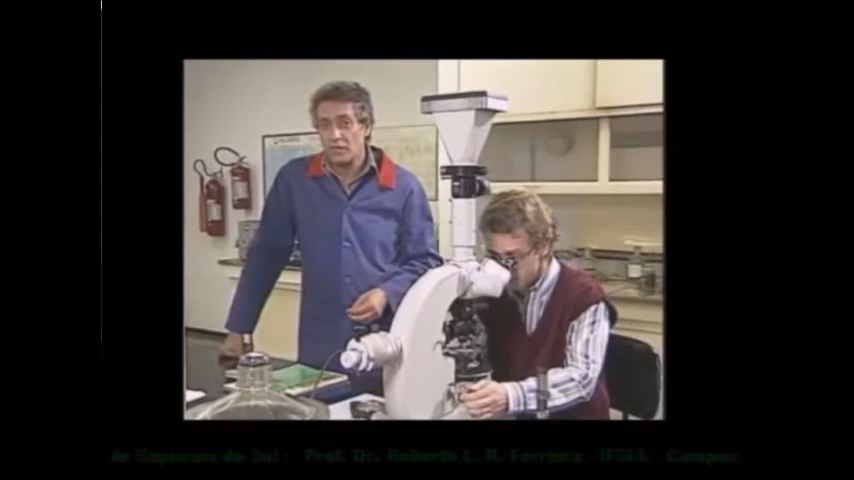 de Sapucaia do Sul - Prof. Dr. Roberto L. R. Ferreira - IFSUL - Campus